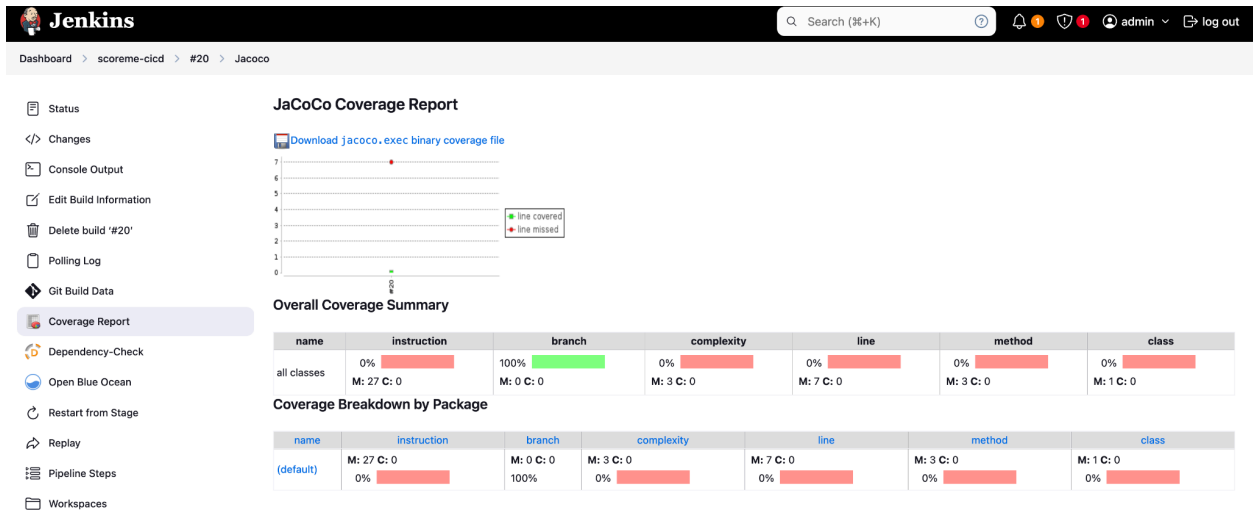 Jenkins
Search (⌘+K)
1
1
admin
log out
Dashboard > scoreme-cicd > #20 > Jacoco
Status
Changes
Console Output
Edit Build Information
Delete build ‘#20’
Polling Log
Git Build Data
Coverage Report
Dependency-Check
Open Blue Ocean
Restart from Stage
Replay
Pipeline Steps
Workspaces
JaCoCo Coverage Report
Download jacoco.exec binary coverage file
7
6
5
4
3
2
1
0
#20
line covered
line missed
Overall Coverage Summary
name instruction branch complexity line method class
all classes
0% 100% 0% 0% 0% 0%
M: 27 C: 0 M: 0 C: 0 M: 3 C: 0 M: 7 C: 0 M: 3 C: 0 M: 1 C: 0
Coverage Breakdown by Package
name instruction branch complexity line method class
(default)
M: 27 C: 0 M: 0 C: 0 M: 3 C: 0 M: 7 C: 0 M: 3 C: 0 M: 1 C: 0
0% 100% 0% 0% 0% 0%